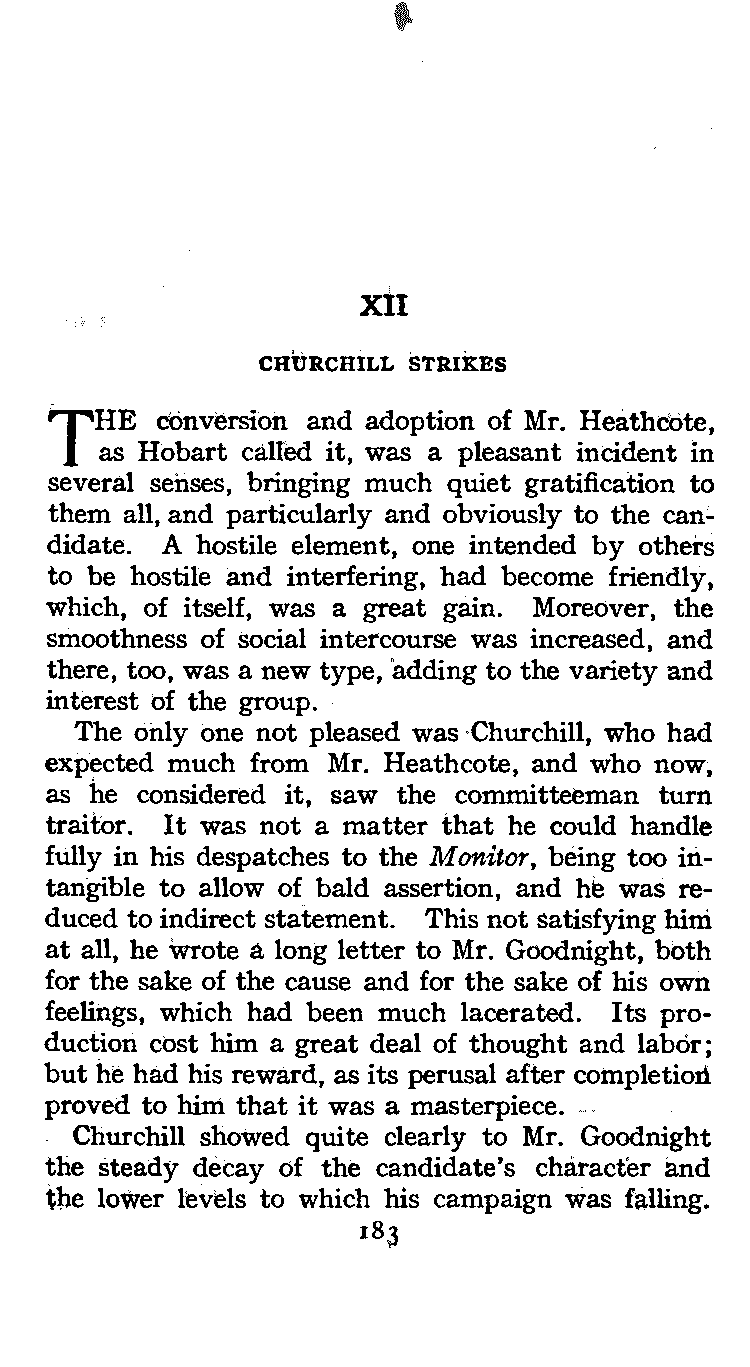 XII
CHURCHILL STRIKES
THE conversion and adoption of Mr. Heathcote,
as Hobart called it, was a pleasant incident in
several senses, bringing much quiet gratification to
them all, and particularly and obviously to the can-
didate. A hostile element, one intended by others
to be hostile and interfering, had become friendly,
which, of itself, was a great gain. Moreover, the
smoothness of social intercourse was increased, and
there, too, was a new type, adding to the variety and
interest of the group.
The only one not pleased was Churchill, who had
expected much from Mr. Heathcote, and who now,
as he considered it, saw the committeeman turn
traitor. It was not a matter that he could handle
fully in his despatches to the Monitor, being too in-
tangible to allow of bald assertion, and he was re-
duced to indirect statement. This not satisfying him
at all, he wrote a long letter to Mr. Goodnight, both
for the sake of the cause and for the sake of his own
feelings, which had been much lacerated. Its pro-
duction cost him a great deal of thought and labor;
but he had his reward, as its perusal after completion
proved to him that it was a masterpiece.
Churchill showed quite clearly to Mr. Goodnight
the steady decay of the candidate's character and
the lower levels to which his campaign was falling.
183